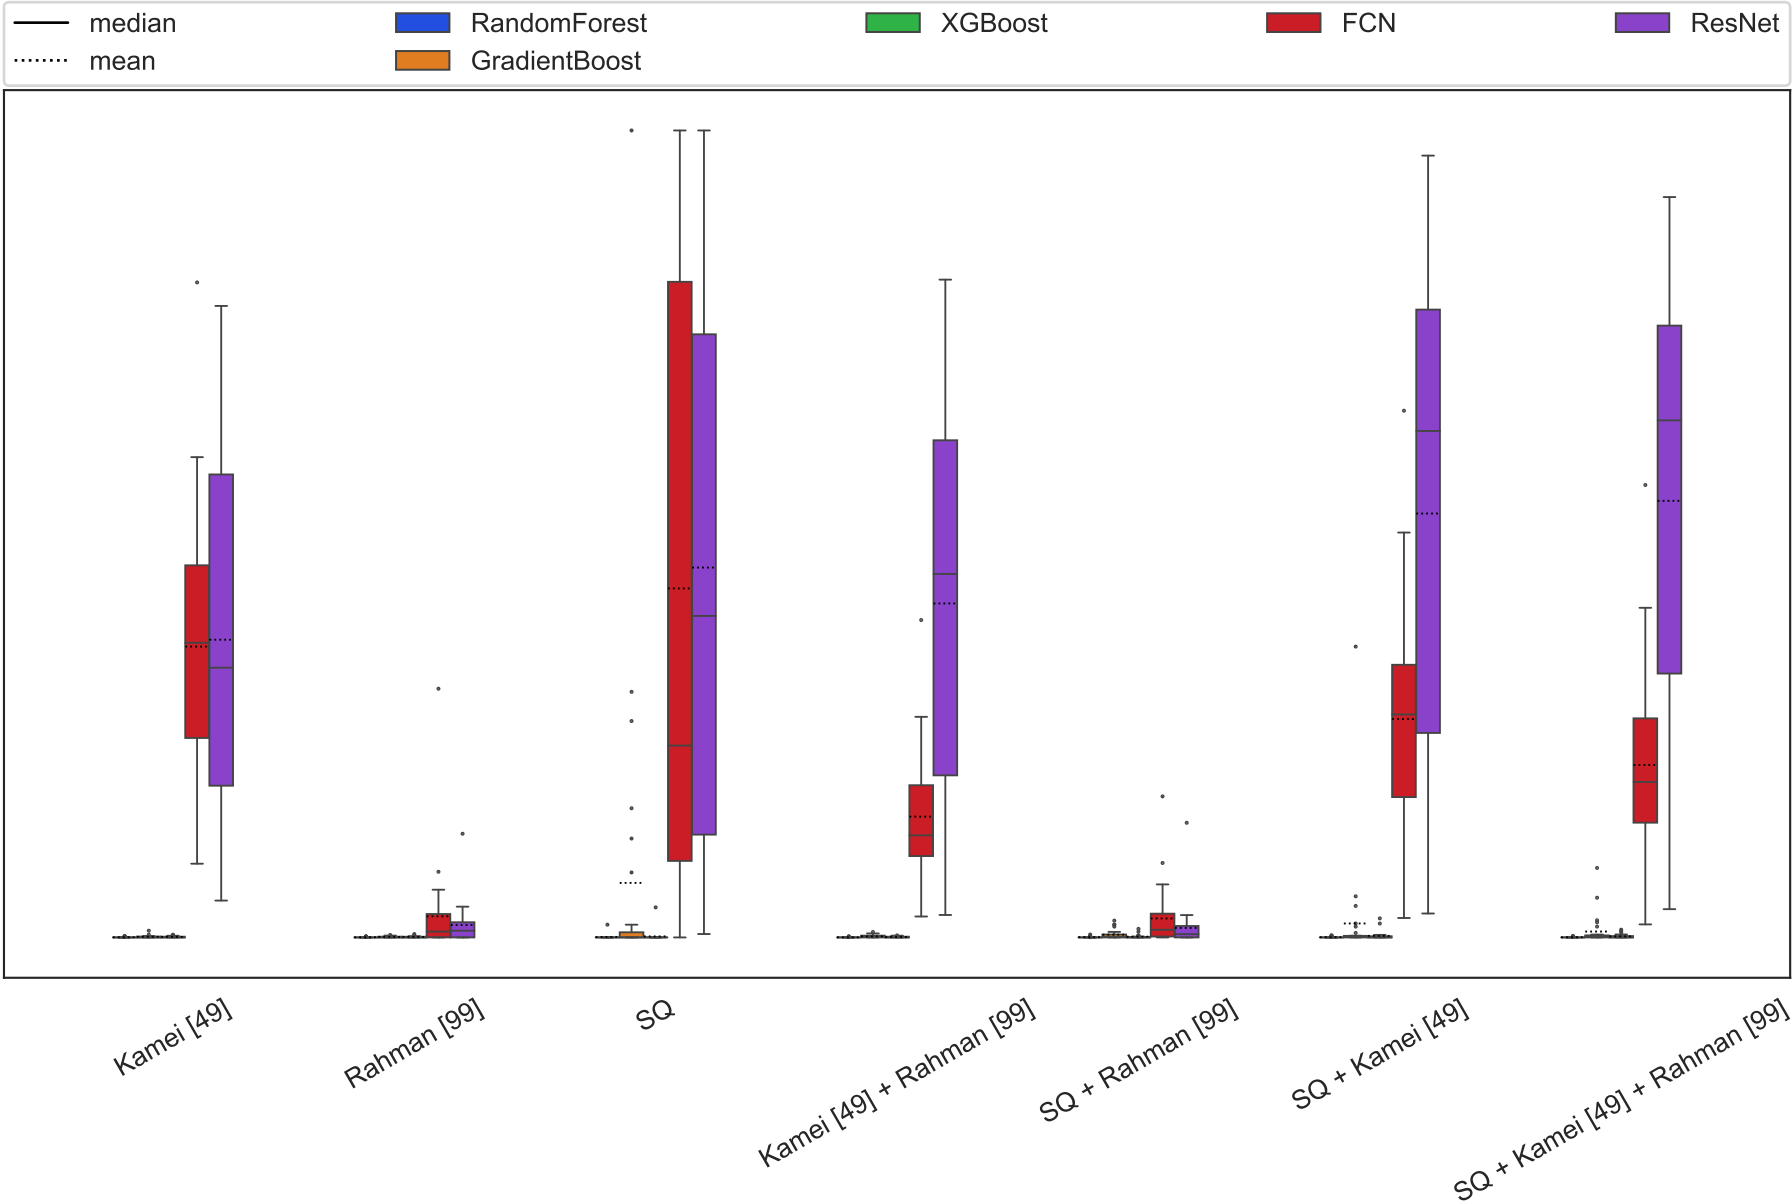 median
RandomForest
XGBoost
FCN
ResNet
mean
GradientBoost
Kamei [49]
Rahman [99]
SQ
Kamei [49] + Rahman [99]
SQ + Rahman [99]
SQ + Kamei [49]
SQ + Kamei [49] + Rahman [99]